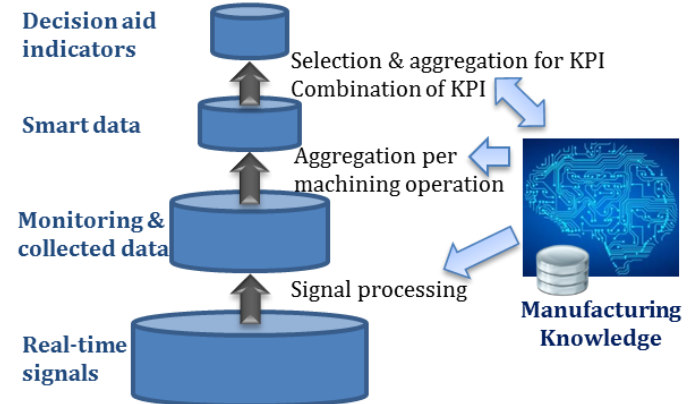 Decision aid
indicators
Selection & aggregation for KPI
Combination of KPI
Smart data
Aggregation per
machining operation
Monitoring &
collected data
Signal processing
Manufacturing
Knowledge
Real-time
signals